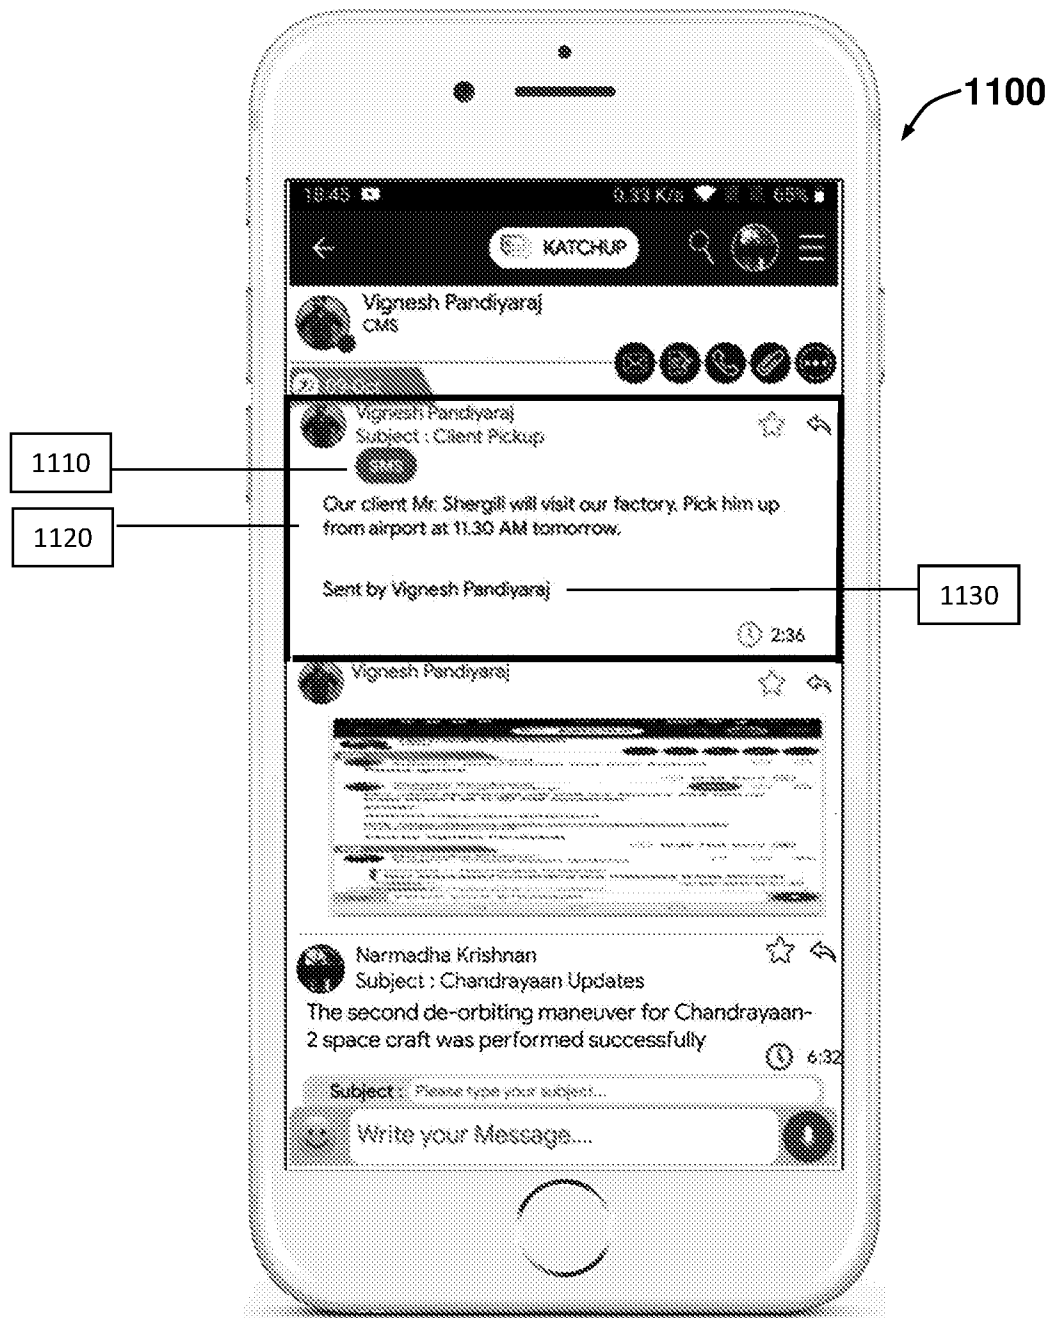 1100
18:45 0.33 K/s 65%
KATCHUP
Vignesh Pandiyaraj
CMS
Vignesh Pandiyaraj
Subject : Client Pickup
1110
CMS
Our client Mr. Shergill will visit our factory. Pick him up
from airport at 11.30 AM tomorrow.
1120
Sent by Vignesh Pandiyaraj
1130
2:36
Vignesh Pandiyaraj
Narmadha Krishnan
Subject : Chandrayaan Updates
The second de-orbiting maneuver for Chandrayaan-
2 space craft was performed successfully
6:32
Subject : Please type your subject...
Write your Message....